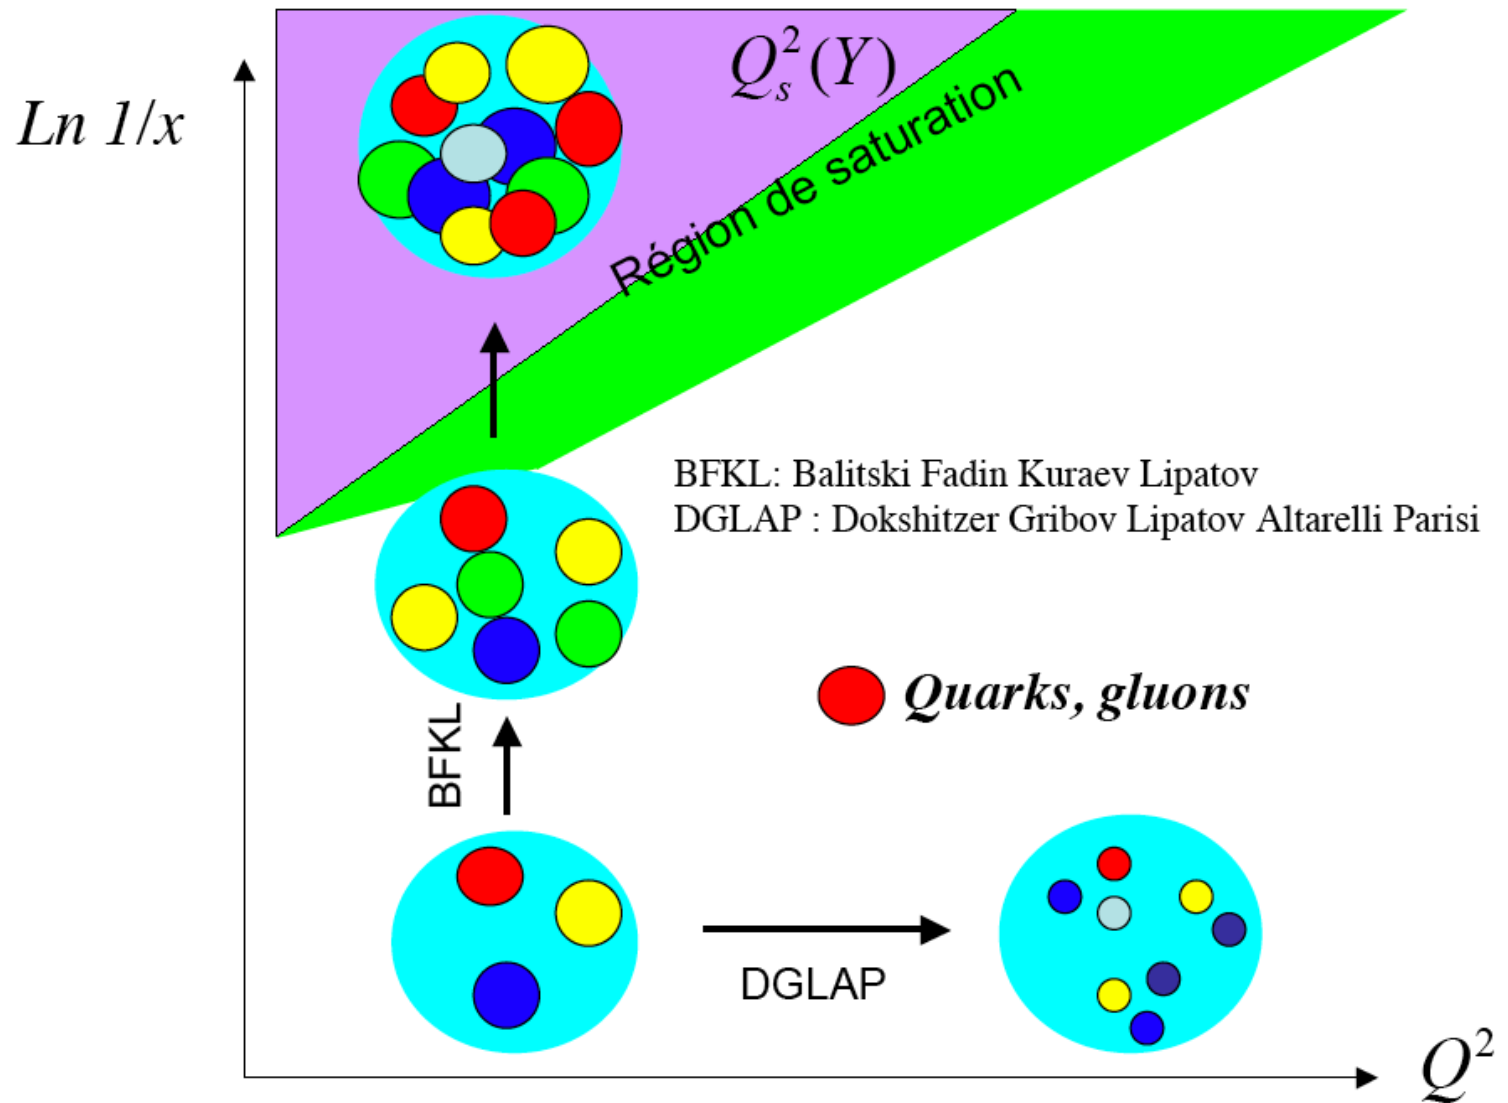 Q_s^2(Y)
Ln 1/x
Région de saturation
BFKL: Balitski Fadin Kuraev Lipatov
DGLAP : Dokshitzer Gribov Lipatov Altarelli Parisi
Quarks, gluons
BFKL
DGLAP
Q^2